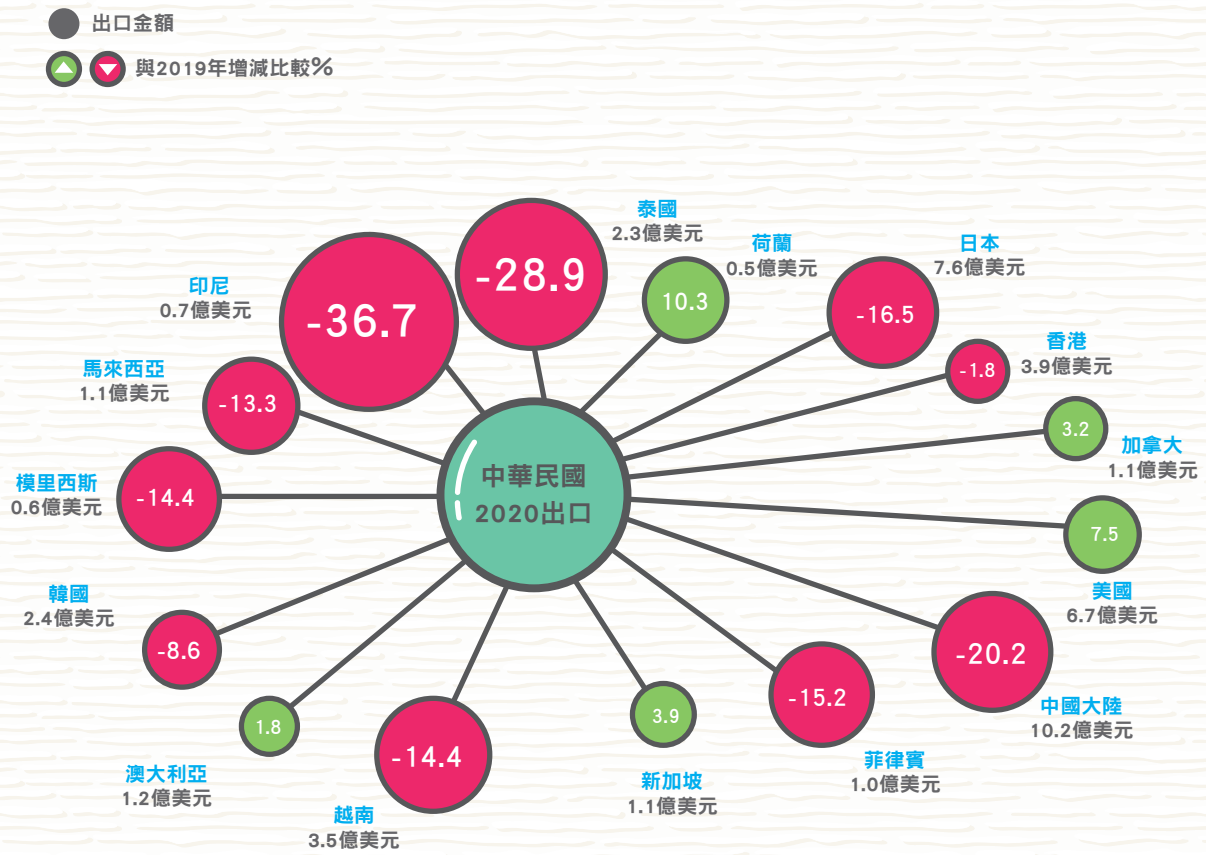 出口金額
與2019年增減比較%
泰國
2.3億美元
-28.9
荷蘭
0.5億美元
10.3
日本
7.6億美元
-16.5
印尼
0.7億美元
-36.7
香港
3.9億美元
-1.8
馬來西亞
1.1億美元
-13.3
3.2
加拿大
1.1億美元
模里西斯
0.6億美元
-14.4
中華民國
2020出口
7.5
美國
6.7億美元
韓國
2.4億美元
-8.6
-20.2
中國大陸
10.2億美元
-15.2
菲律賓
1.0億美元
3.9
新加坡
1.1億美元
1.8
澳大利亞
1.2億美元
-14.4
越南
3.5億美元